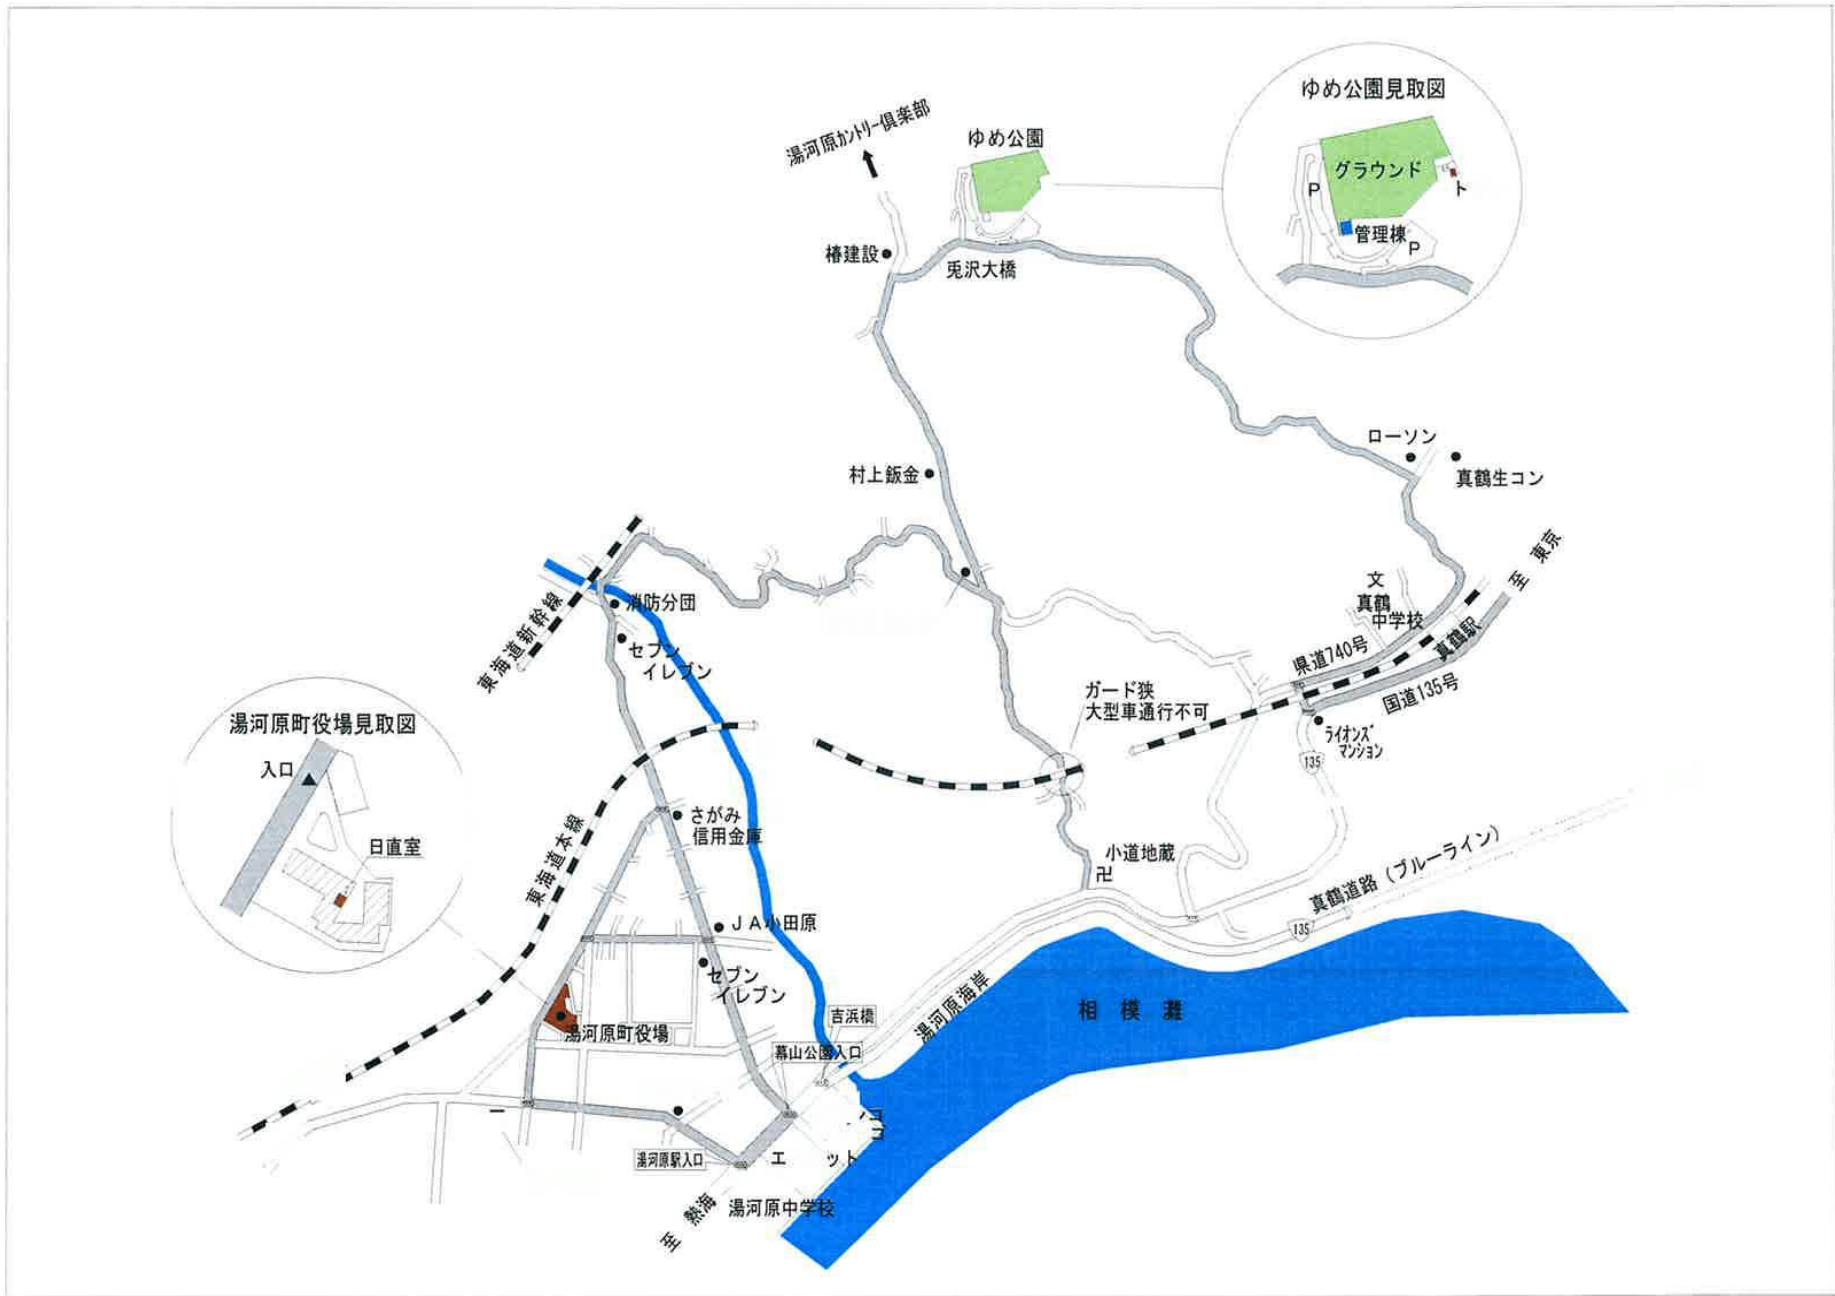 ゆめ公園見取図
グラウンド
P
ト
管理棟
P
湯河原カントリー倶楽部
ゆめ公園
椿建設
兎沢大橋
ローソン
真鶴生コン
村上鈑金
至 東京
文
真鶴
中学校
真鶴駅
県道740号
国道135号
東海道新幹線
消防分団
セブン
イレブン
ガード狭
大型車通行不可
ライオンズ
マンション
135
湯河原町役場見取図
入口
日直室
さがみ
信用金庫
東海道本線
小道地蔵
卍
真鶴道路（ブルーライン）
135
JA小田原
セブン
イレブン
湯河原海岸
相模灘
吉浜橋
湯河原町役場
幕山公園入口
ー
湯河原駅入口
エ
ット
湯河原中学校
至 熱海